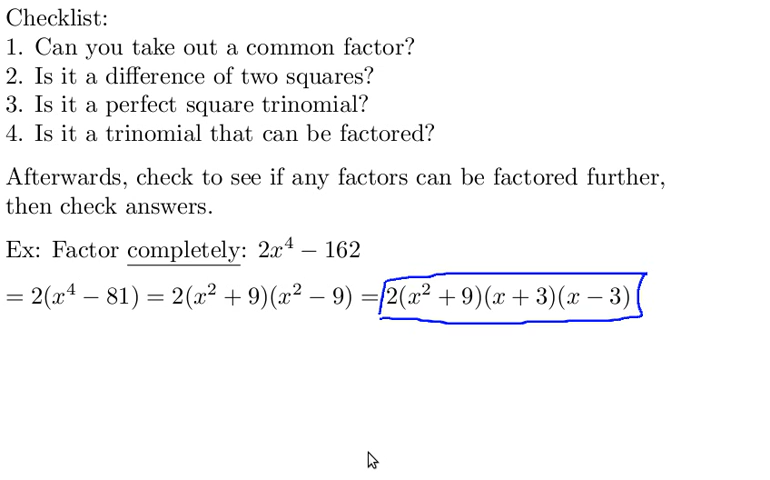 Checklist:
1. Can you take out a common factor?
2. Is it a difference of two squares?
3. Is it a perfect square trinomial?
4. Is it a trinomial that can be factored?
Afterwards, check to see if any factors can be factored further,
then check answers.
Ex: Factor completely: 2x⁴ − 162
= 2(x⁴ − 81) = 2(x² + 9)(x² − 9) = 2(x² + 9)(x + 3)(x − 3)